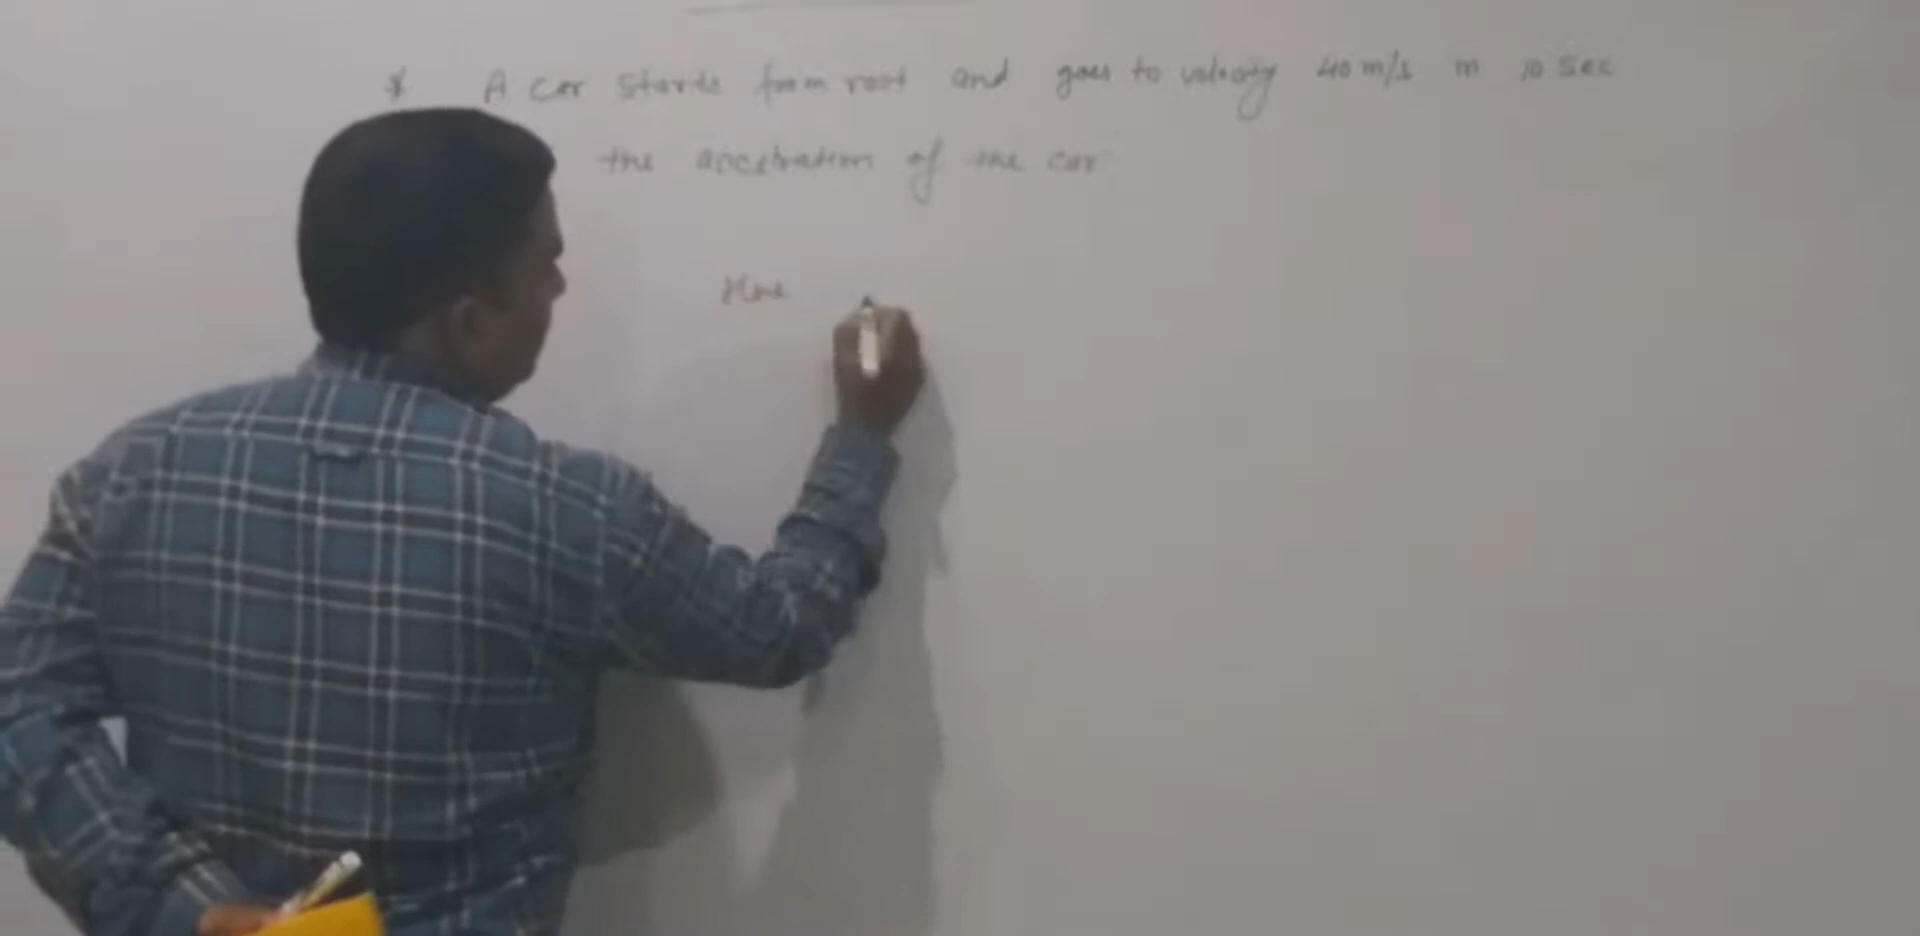 A car starts from rest and goes to velocity 40 m/s in 10 Sec
the acceleration of the car
Here